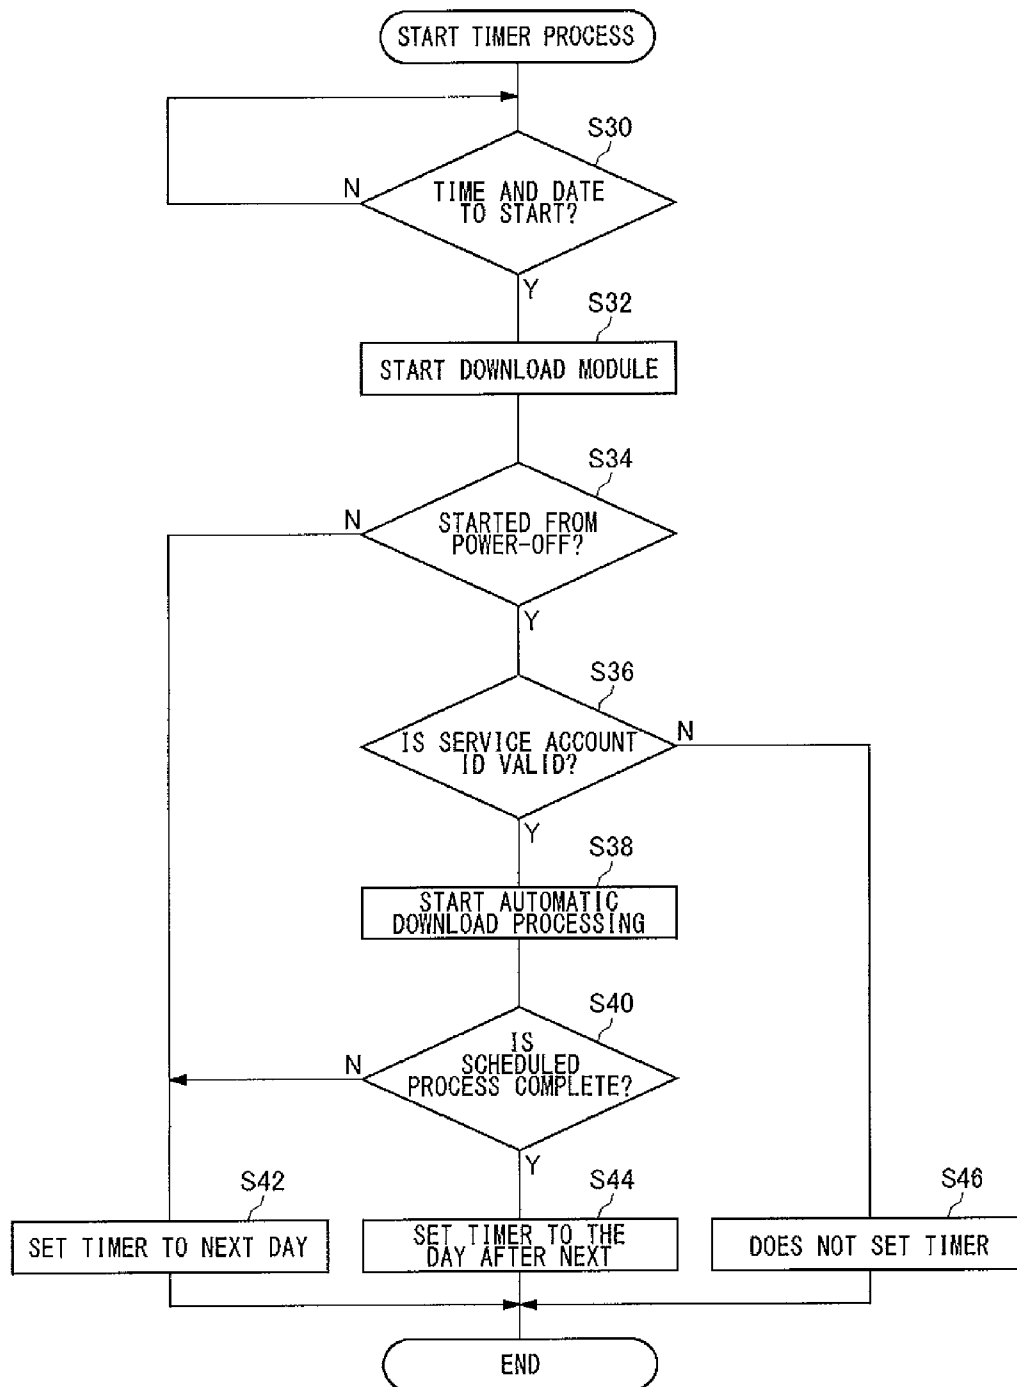 START TIMER PROCESS
S30
N
TIME AND DATE
TO START?
Y
S32
START DOWNLOAD MODULE
S34
N
STARTED FROM
POWER-OFF?
Y
S36
IS SERVICE ACCOUNT
ID VALID?
N
Y
S38
START AUTOMATIC
DOWNLOAD PROCESSING
S40
N
IS
SCHEDULED
PROCESS COMPLETE?
Y
S42
SET TIMER TO NEXT DAY
S44
SET TIMER TO THE
DAY AFTER NEXT
S46
DOES NOT SET TIMER
END